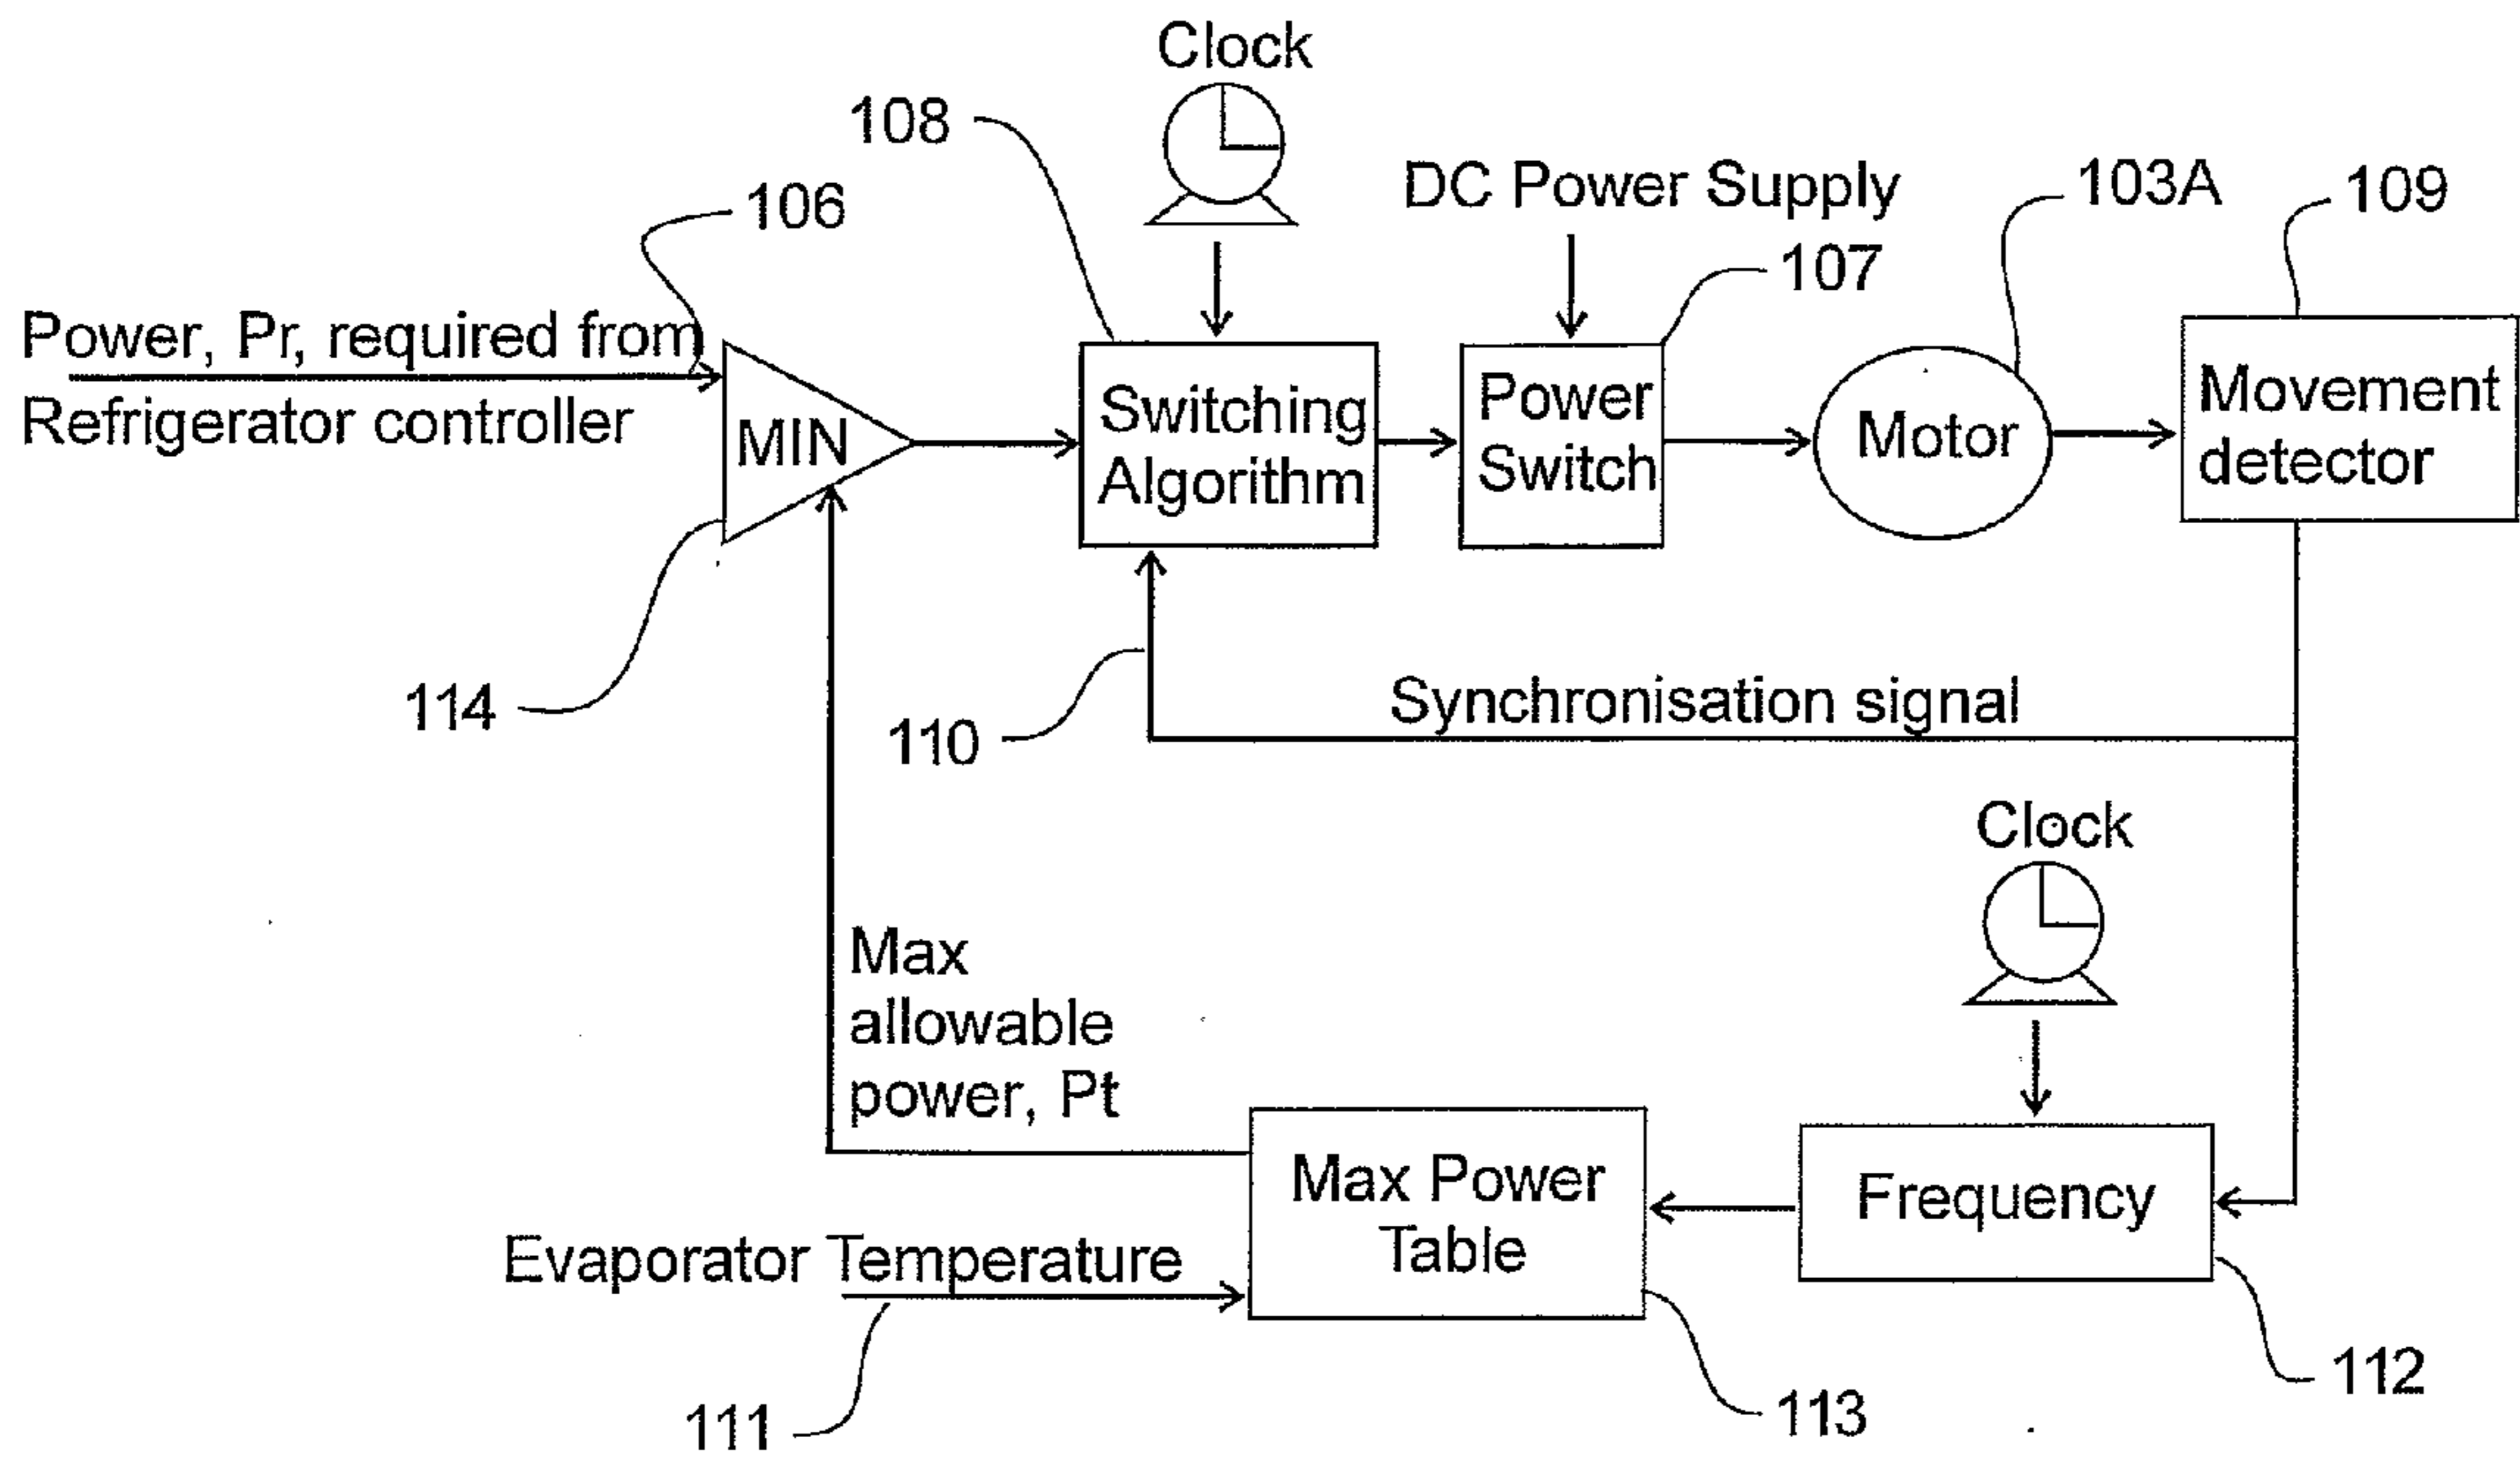 Clock
108
DC Power Supply
103A
109
106
107
Power, Pr, required from
Refrigerator controller
MIN
Switching
Algorithm
Power
Switch
Motor
Movement
detector
114
110
Synchronisation signal
Clock
Max
allowable
power, Pt
Max Power
Table
Frequency
Evaporator Temperature
111
113
112